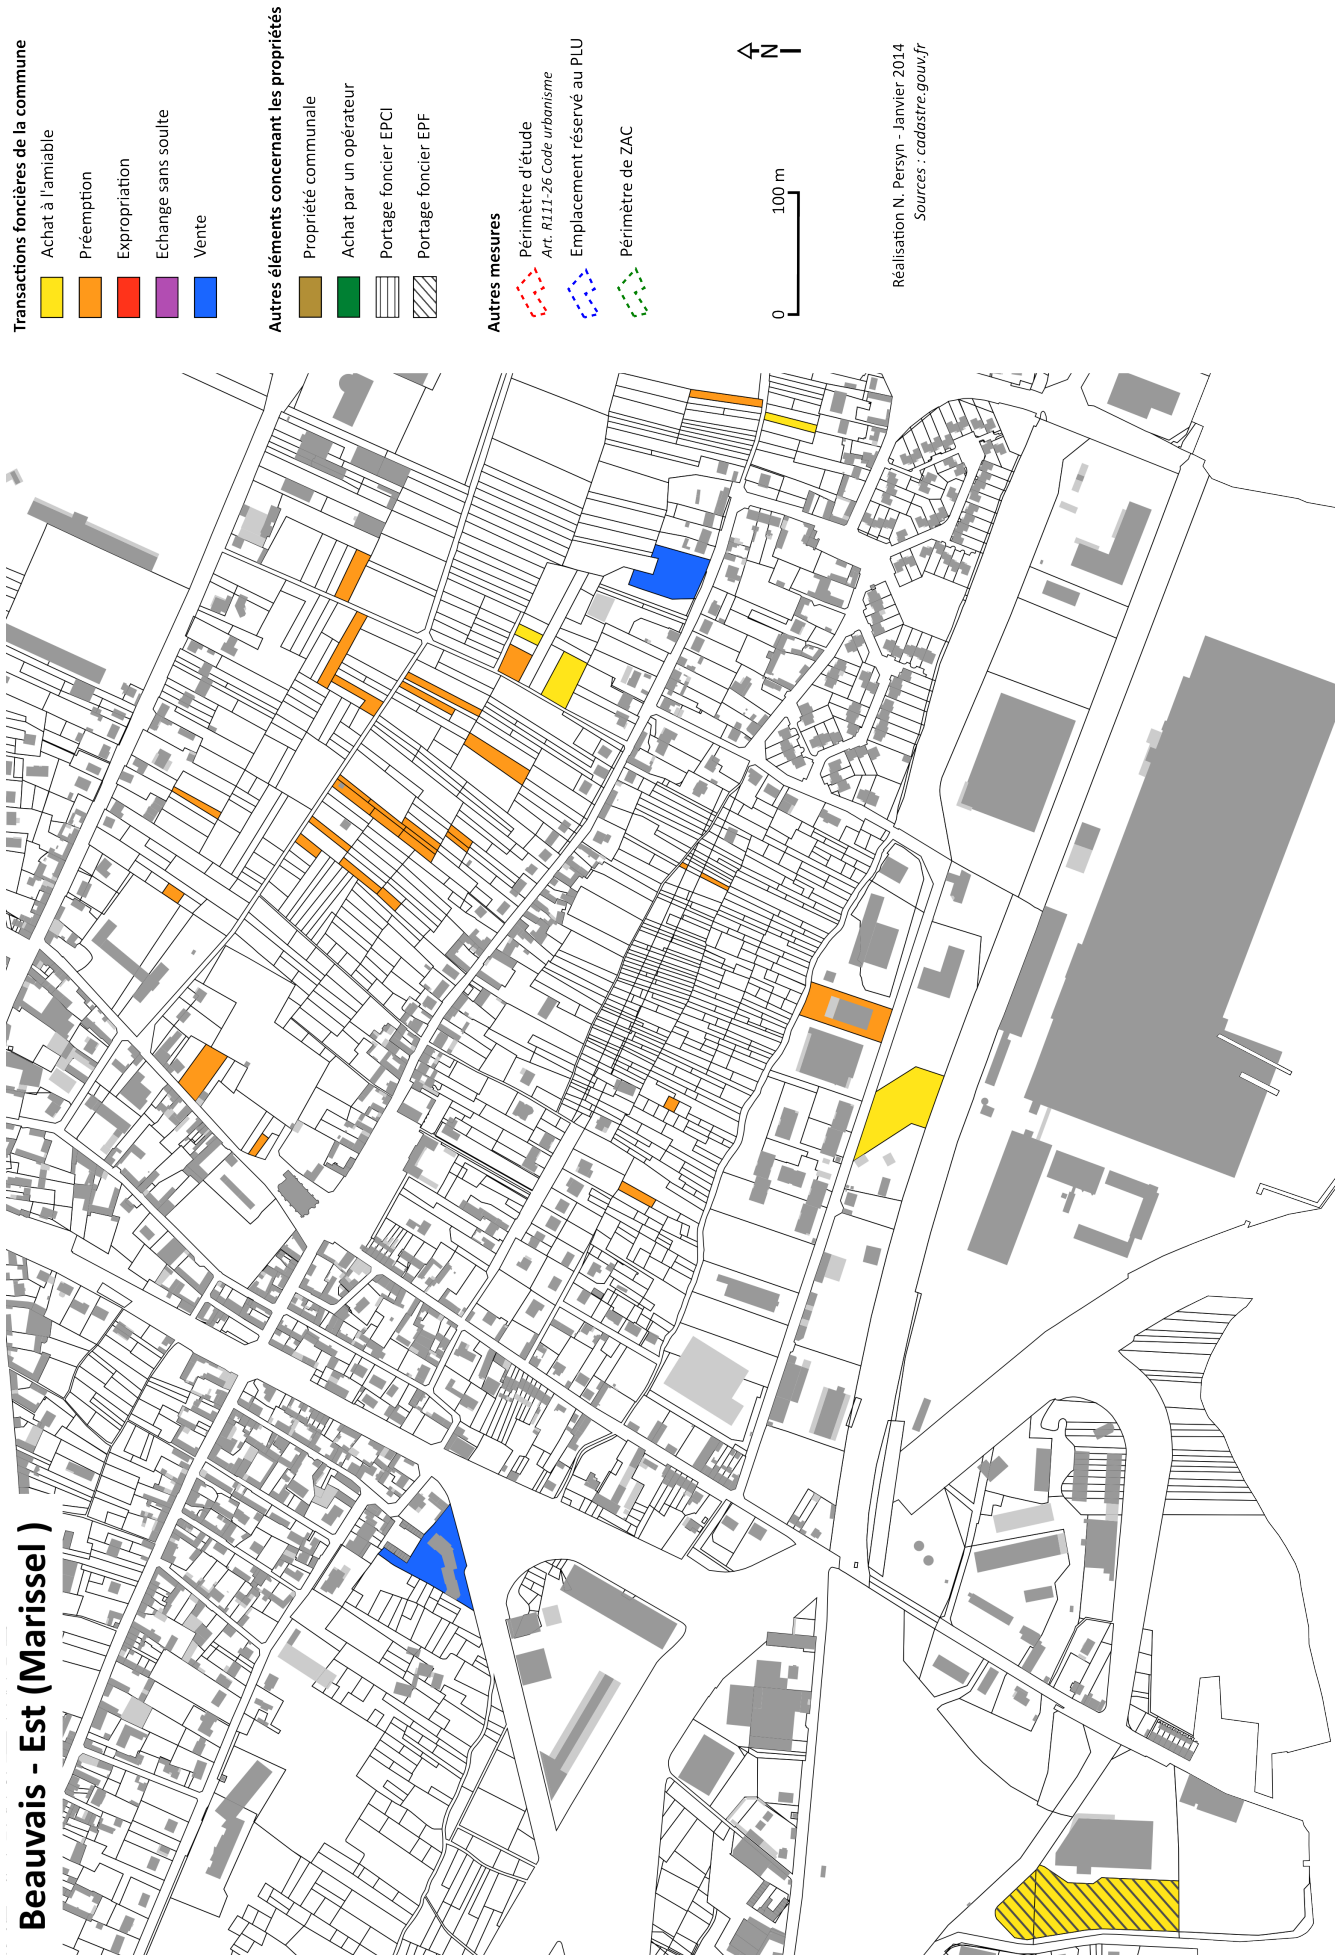 Beauvais - Est (Marissel )
Transactions foncières de la commune
Achat à l'amiable
Préemption
Expropriation
Echange sans soulte
Vente
Autres éléments concernant les propriétés
Propriété communale
Achat par un opérateur
Portage foncier EPCI
Portage foncier EPF
Autres mesures
Périmètre d'étude
Art. R111-26 Code urbanisme
Emplacement réservé au PLU
Périmètre de ZAC
N
0 100 m
Réalisation N. Persyn - Janvier 2014
Sources : cadastre.gouv.fr